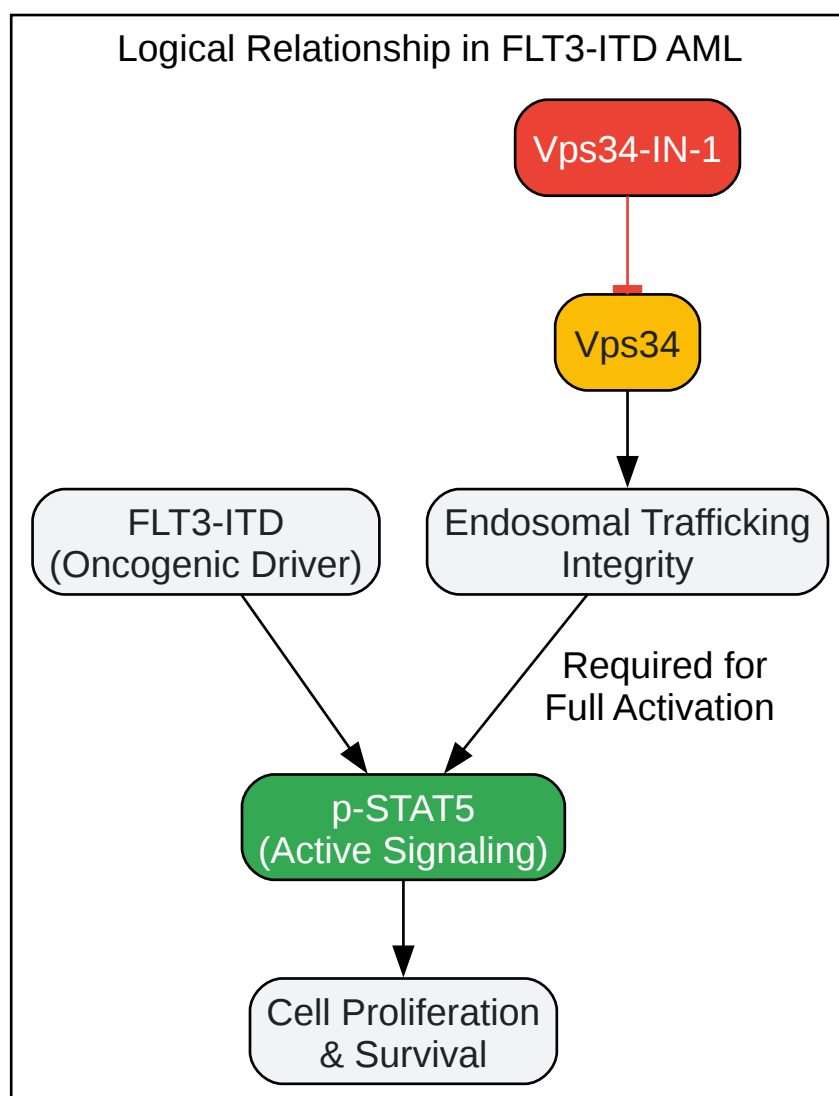 Logical Relationship in FLT3-ITD AML
Vps34-IN-1
Vps34
FLT3-ITD
(Oncogenic Driver)
Endosomal Trafficking
Integrity
Required for
Full Activation
p-STAT5
(Active Signaling)
Cell Proliferation
& Survival